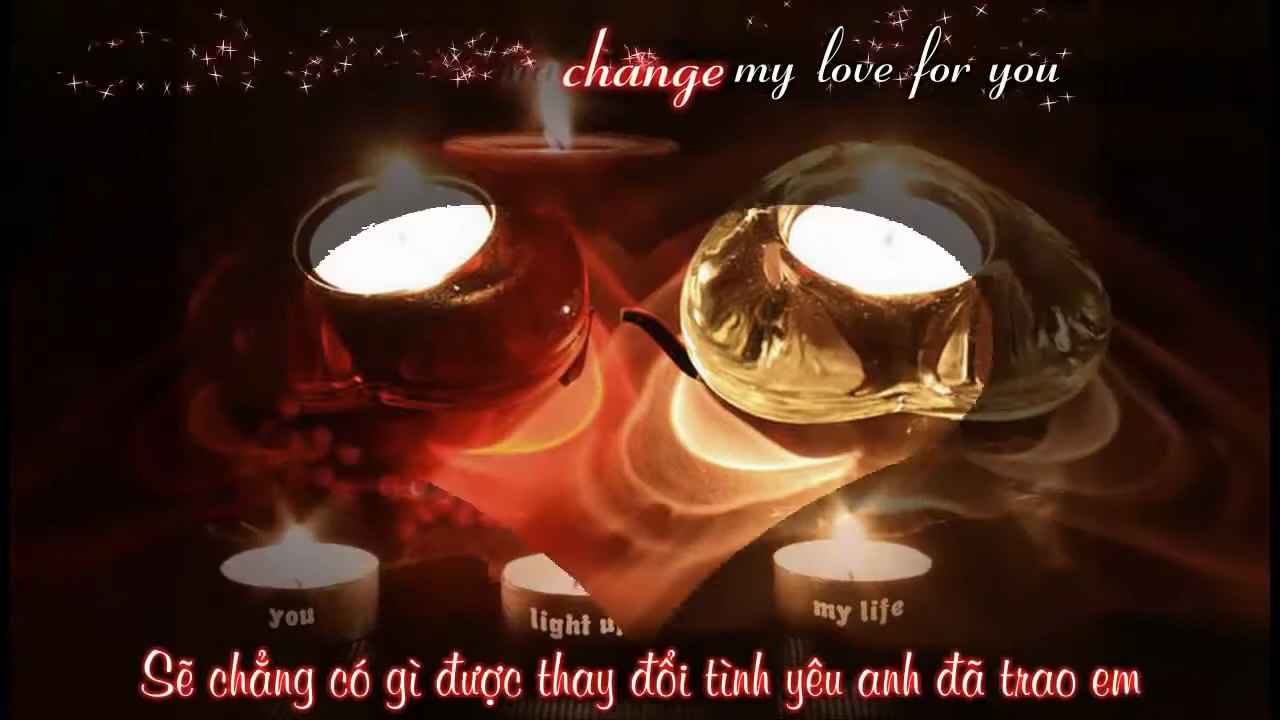 change my love for you
you
light up
my life
Sẽ chẳng có gì được thay đổi tình yêu anh đã trao em